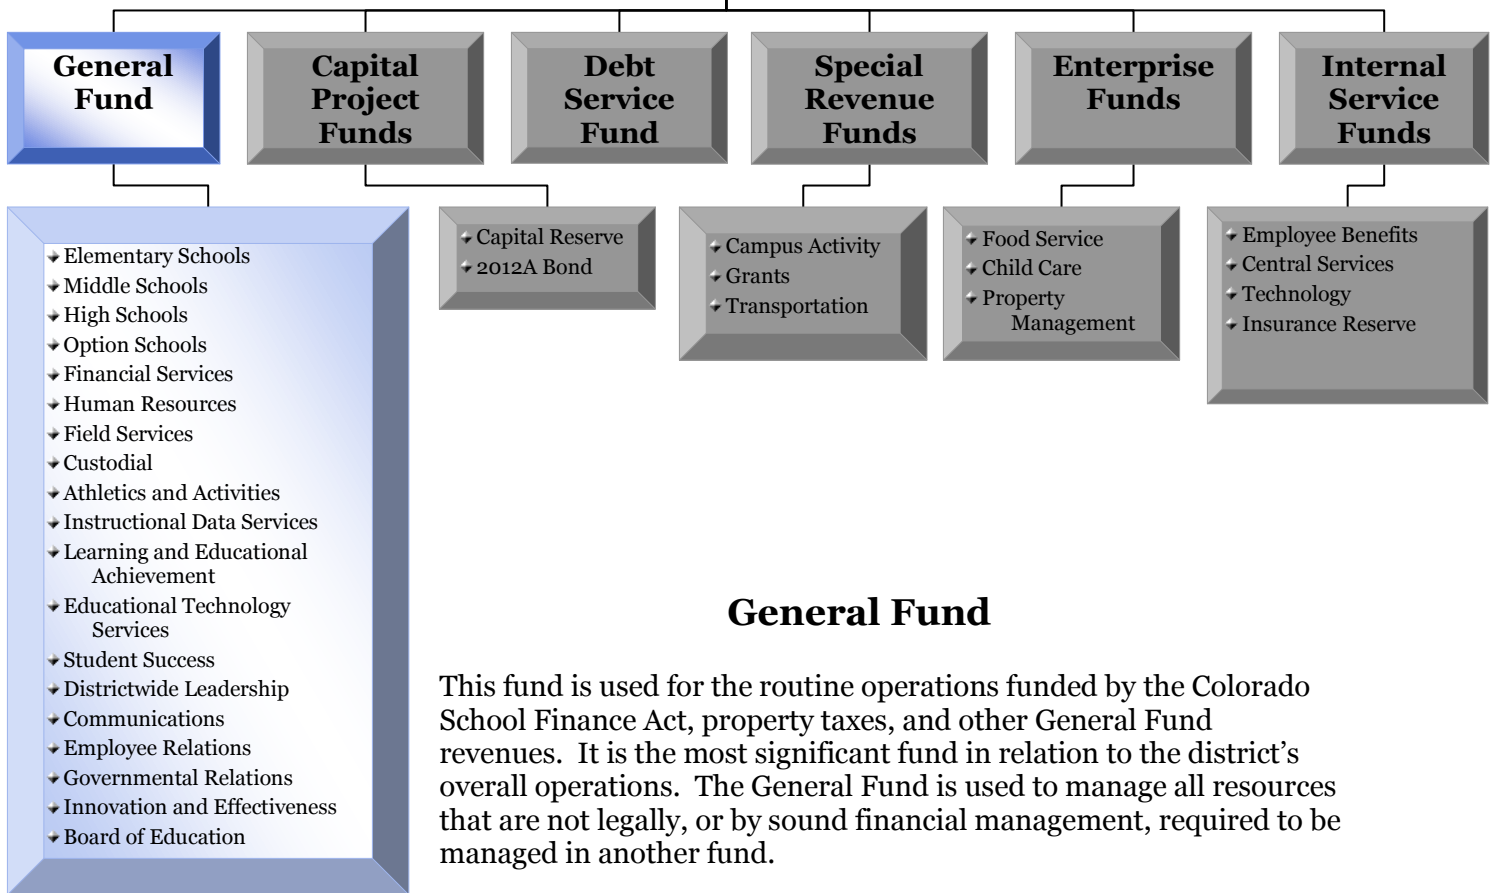 General
Fund
Capital
Project
Funds
Debt
Service
Fund
Special
Revenue
Funds
Enterprise
Funds
Internal
Service
Funds
Elementary Schools
Middle Schools
High Schools
Option Schools
Financial Services
Human Resources
Field Services
Custodial
Athletics and Activities
Instructional Data Services
Learning and Educational
Achievement
Educational Technology
Services
Student Success
Districtwide Leadership
Communications
Employee Relations
Governmental Relations
Innovation and Effectiveness
Board of Education
Capital Reserve
2012A Bond
Campus Activity
Grants
Transportation
Food Service
Child Care
Property
Management
Employee Benefits
Central Services
Technology
Insurance Reserve
General Fund
This fund is used for the routine operations funded by the Colorado
School Finance Act, property taxes, and other General Fund
revenues.  It is the most significant fund in relation to the district’s
overall operations.  The General Fund is used to manage all resources
that are not legally, or by sound financial management, required to be
managed in another fund.